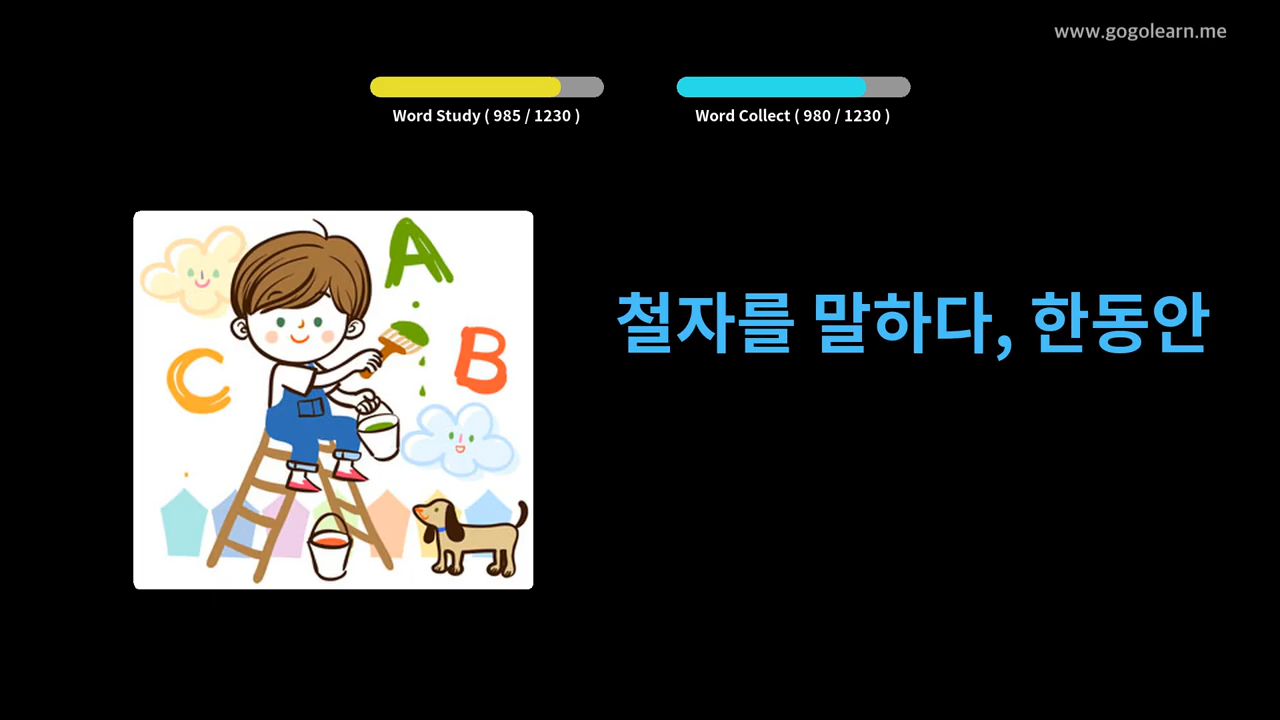 www.gogolearn.me
Word Study ( 985 / 1230 )
Word Collect ( 980 / 1230 )
A
B
C
철자를 말하다, 한동안